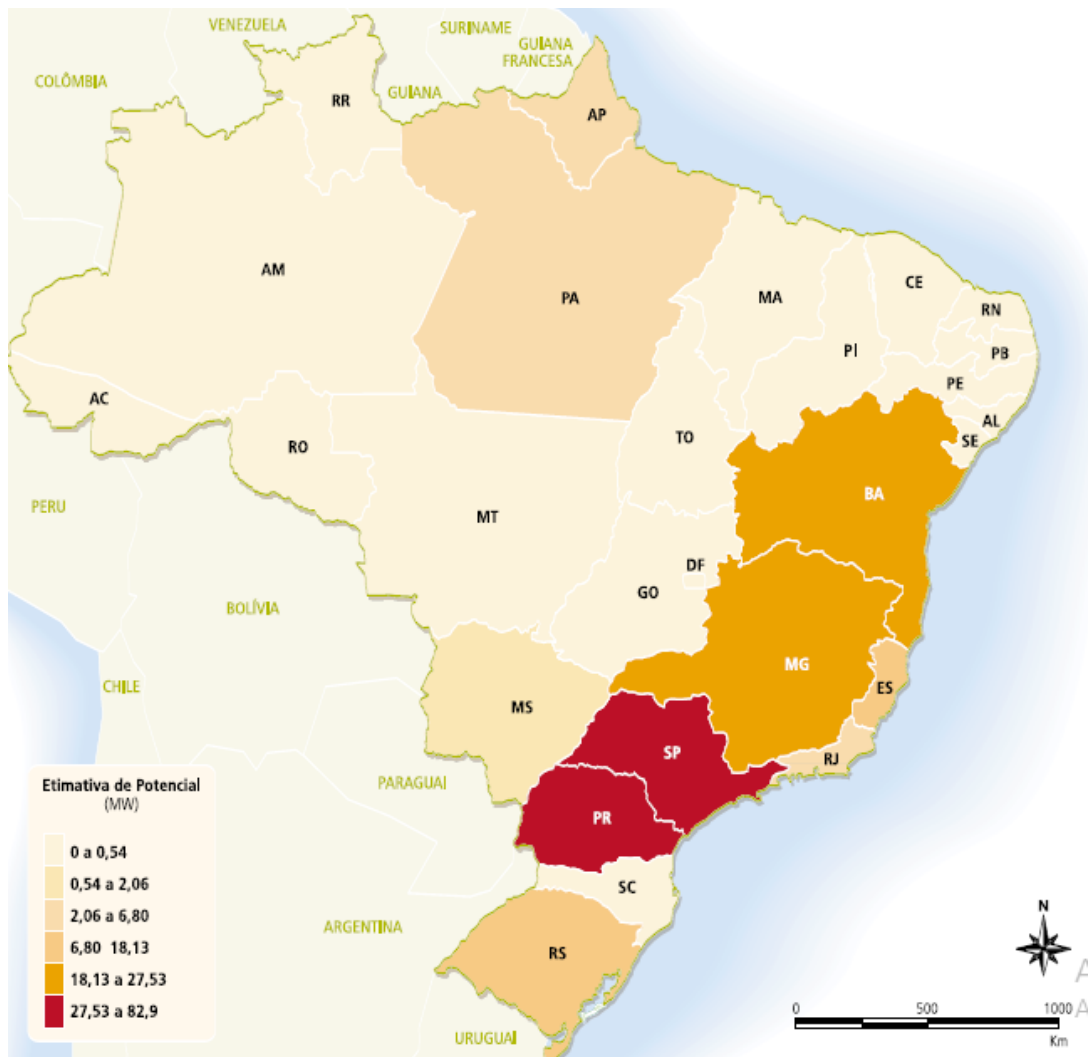 VENEZUELA
SURINAME
GUIANA
FRANCESA
COLÔMBIA
GUIANA
RR
AP
AM
PA
MA
CE
RN
PI
PB
PE
AC
AL
TO
SE
RO
BA
PERU
MT
DF
GO
BOLÍVIA
MG
CHILE
ES
MS
SP
RJ
PARAGUAI
PR
SC
ARGENTINA
RS
URUGUAI
Etimativa de Potencial
(MW)
0 a 0,54
0,54 a 2,06
2,06 a 6,80
6,80 18,13
18,13 a 27,53
27,53 a 82,9
N
0 500 1000
Km
A
A